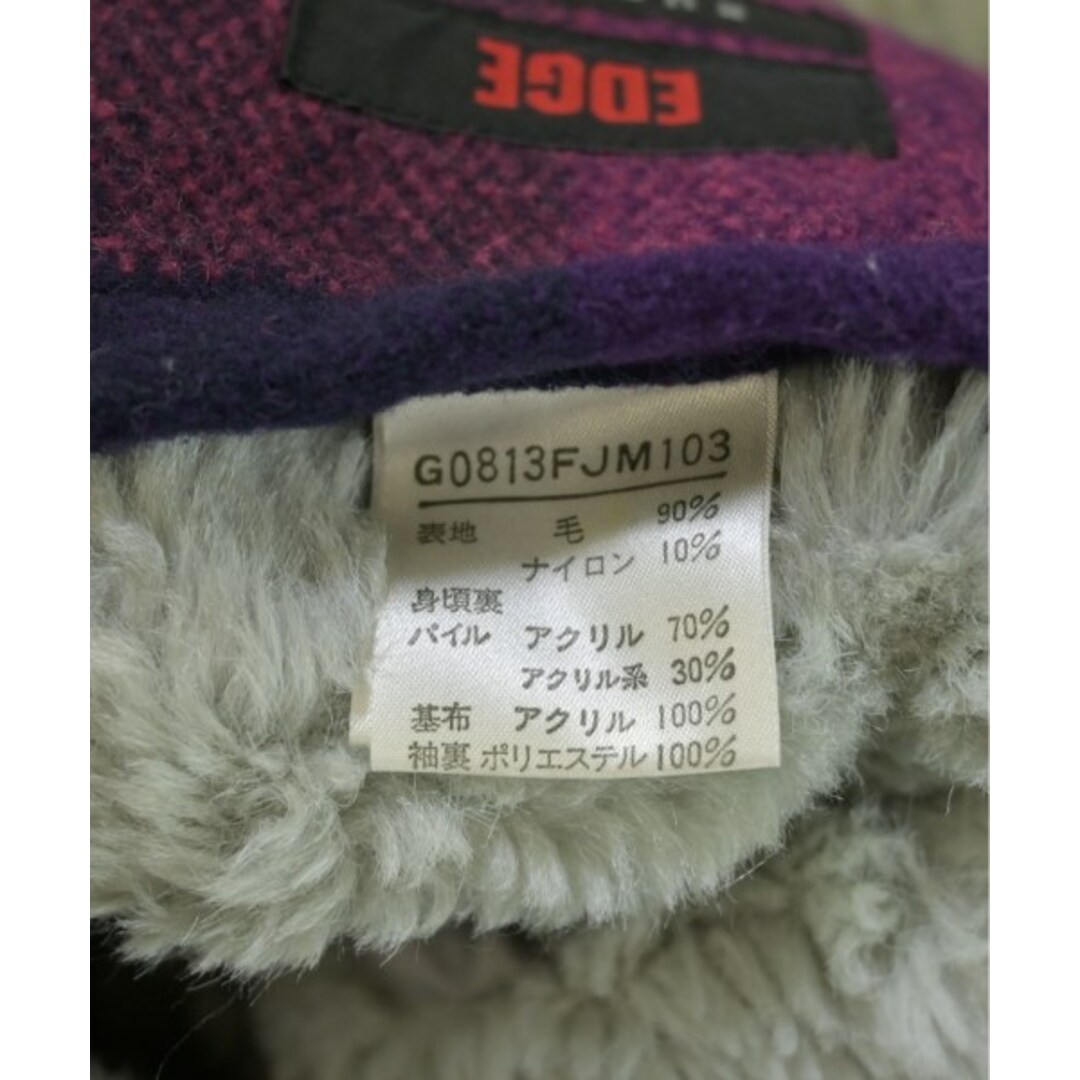 EDGE
G0813FJM103
表地 毛 90%
ナイロン 10%
身頃裏
パイル アクリル 70%
アクリル系 30%
基布 アクリル 100%
袖裏 ポリエステル 100%